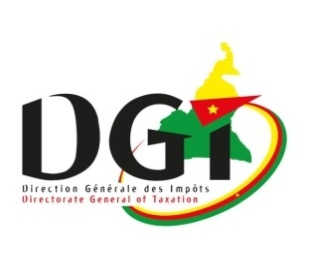 DGI
Direction Générale des Impôts
Directorate General of Taxation